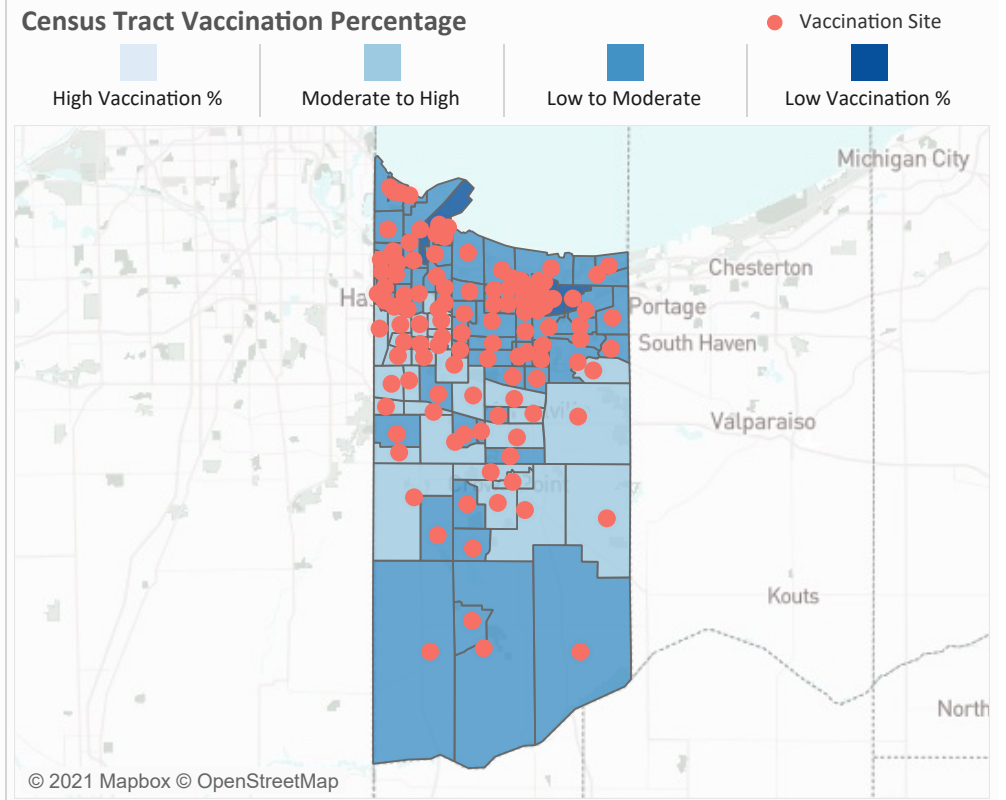 Census Tract Vaccination Percentage
Vaccination Site
High Vaccination %
Moderate to High
Low to Moderate
Low Vaccination %
Michigan City
Chesterton
Portage
South Haven
Valparaiso
Kouts
North
© 2021 Mapbox © OpenStreetMap